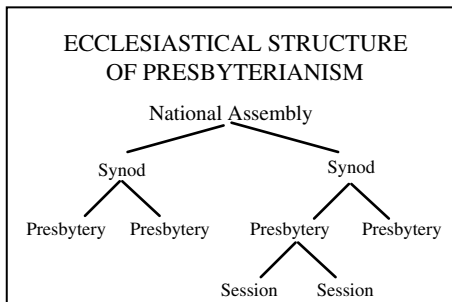 ECCLESIASTICAL STRUCTURE
OF PRESBYTERIANISM
National Assembly
Synod Synod
Presbytery Presbytery Presbytery Presbytery
Session Session